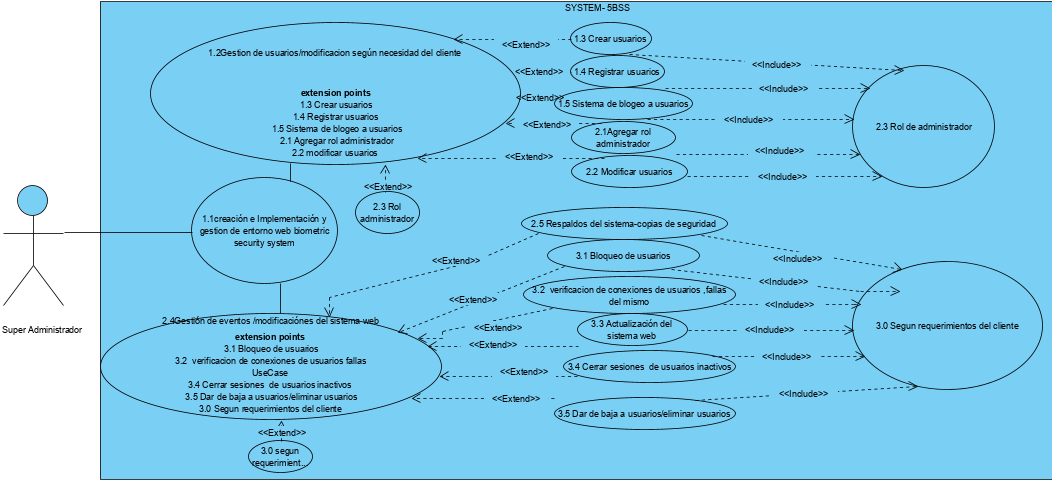 SYSTEM- 5BSS
1.2Gestion de usuarios/modificacion según necesidad del cliente
extension points
1.3 Crear usuarios
1.4 Registrar usuarios
1.5 Sistema de blogeo a usuarios
2.1 Agregar rol administrador
2.2 modificar usuarios
<<Extend>>
1.3 Crear usuarios
<<Include>>
<<Extend>>
1.4 Registrar usuarios
<<Include>>
<<Extend>>
1.5 Sistema de blogeo a usuarios
<<Include>>
<<Extend>>
2.1Agregar rol
administrador
<<Include>>
<<Extend>>
2.2 Modificar usuarios
<<Include>>
2.3 Rol de administrador
<<Extend>>
2.3 Rol
administrador
1.1creación e Implementación y
gestion de entorno web biometric
security system
Super Administrador
2.5 Respaldos del sistema-copias de seguridad
<<Extend>>
<<Include>>
3.1 Bloqueo de usuarios
<<Extend>>
<<Include>>
3.2 verificacion de conexiones de usuarios ,fallas
del mismo
<<Extend>>
<<Include>>
3.3 Actualización del
sistema web
<<Extend>>
<<Include>>
3.4 Cerrar sesiones de usuarios inactivos
<<Extend>>
<<Include>>
3.5 Dar de baja a usuarios/eliminar usuarios
<<Extend>>
<<Include>>
3.0 Segun requerimientos del cliente
2.4Gestión de eventos /modificaciónes del sistema web
extension points
3.1 Bloqueo de usuarios
3.2 verificacion de conexiones de usuarios fallas
UseCase
3.4 Cerrar sesiones de usuarios inactivos
3.5 Dar de baja a usuarios/eliminar usuarios
3.0 Segun requerimientos del cliente
<<Extend>>
3.0 segun
requerimient...